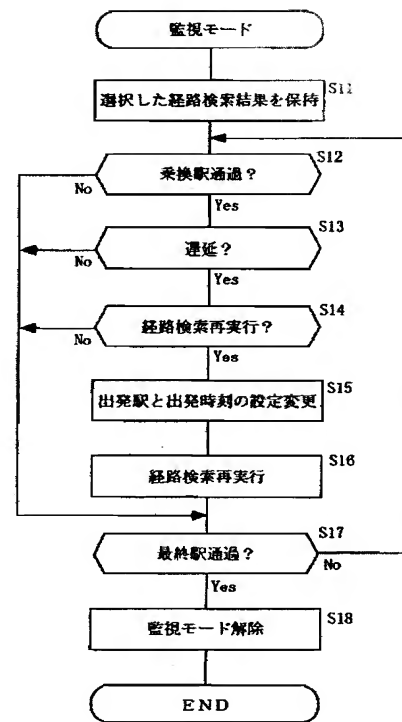 監視モード
S11
選択した経路検索結果を保持
S12
乗換駅通過？
No
Yes
S13
遅延？
No
Yes
S14
経路検索再実行？
No
Yes
S15
出発駅と出発時刻の設定変更
S16
経路検索再実行
S17
最終駅通過？
No
Yes
S18
監視モード解除
END